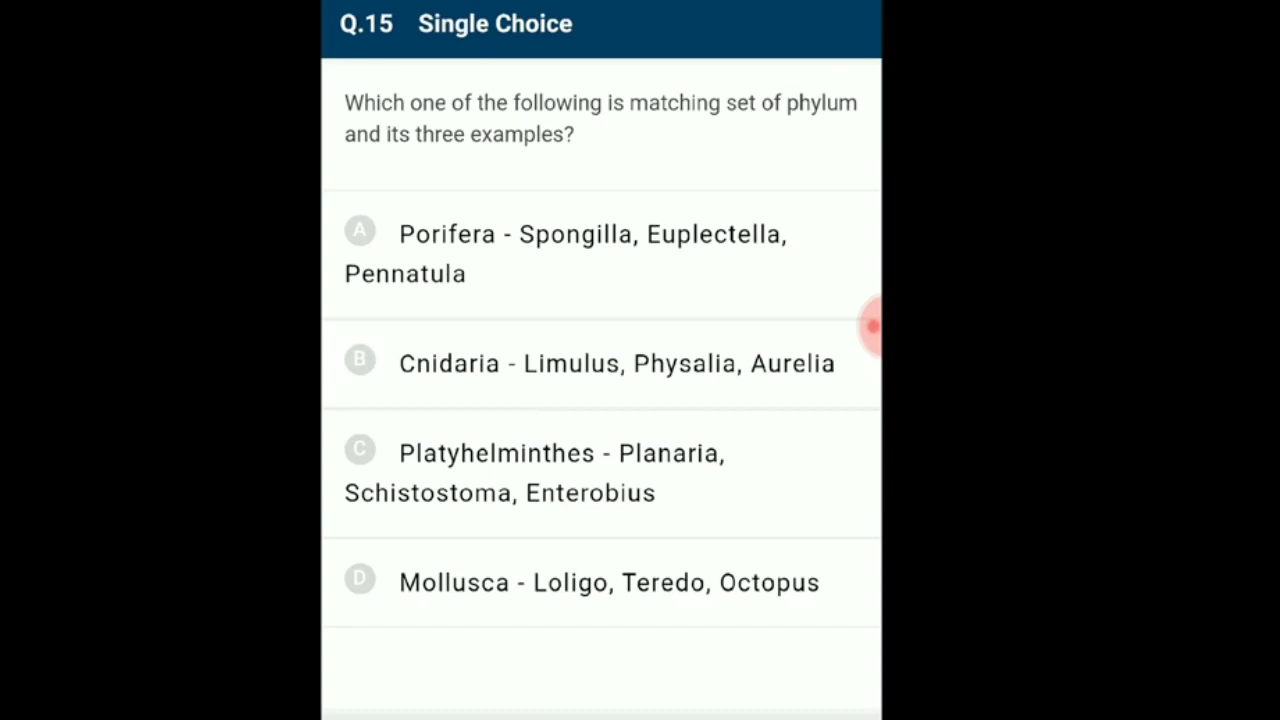 Q.15 Single Choice
Which one of the following is matching set of phylum
and its three examples?
A Porifera - Spongilla, Euplectella,
Pennatula
B Cnidaria - Limulus, Physalia, Aurelia
C Platyhelminthes - Planaria,
Schistostoma, Enterobius
D Mollusca - Loligo, Teredo, Octopus